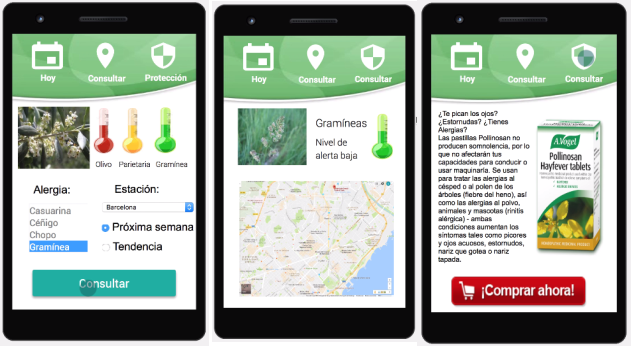 Hoy
Consultar
Protección
Olivo
Parietaria
Gramínea
Alergia:
Estación:
Casuarina
Céñigo
Chopo
Gramínea
Barcelona
Próxima semana
Tendencia
Consultar
Hoy
Consultar
Consultar
Gramíneas
Nivel de
alerta baja
Hoy
Consultar
Consultar
¿Te pican los ojos?
¿Estornudas? ¿Tienes
Alergias?
Las pastillas Pollinosan no
producen somnolencia, por lo
que no afectarán tus
capacidades para conducir o
usar maquinaria. Se usan
para tratar las alergias al
césped o al polen de los
árboles (fiebre del heno), así
como las alergias al polvo,
animales y mascotas (rinitis
alérgica) - ambas
condiciones aumentan los
síntomas tales como picores
y ojos acuosos, estornudos,
nariz que gotea o nariz
tapada.
A.Vogel
Pollinosan
Hayfever tablets
¡Comprar ahora!